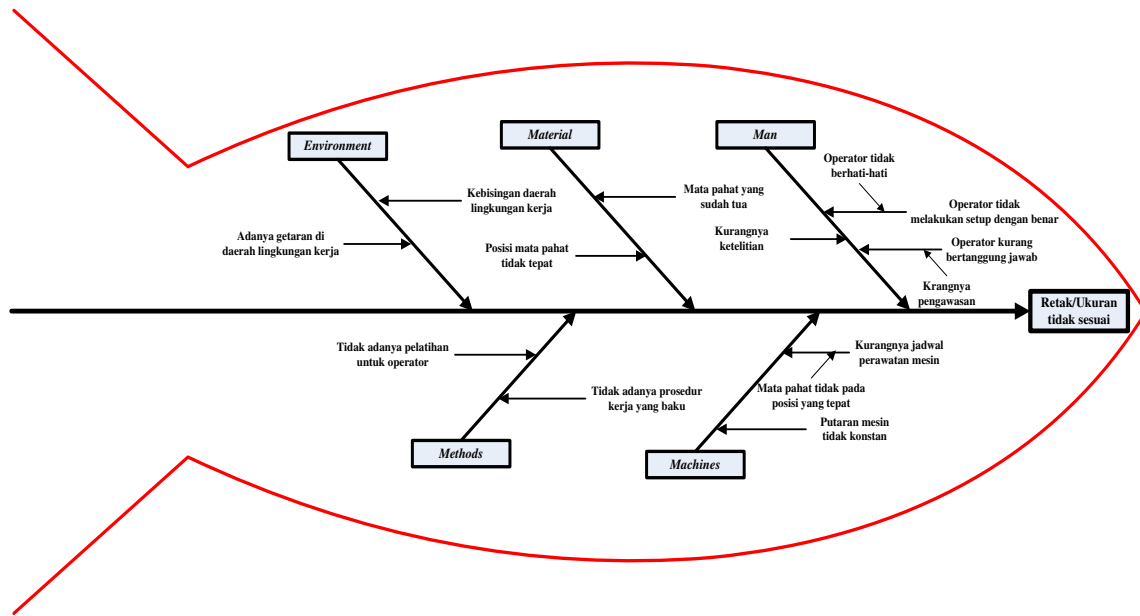 Environment
Material
Man
Operator tidak
berhati-hati
Kebisingan daerah
lingkungan kerja
Mata pahat yang
sudah tua
Operator tidak
melakukan setup dengan benar
Adanya getaran di
daerah lingkungan kerja
Posisi mata pahat
tidak tepat
Kurangnya
ketelitian
Operator kurang
bertanggung jawab
Krangnya
pengawasan
Retak/Ukuran
tidak sesuai
Tidak adanya pelatihan
untuk operator
Kurangnya jadwal
perawatan mesin
Tidak adanya prosedur
kerja yang baku
Mata pahat tidak pada
posisi yang tepat
Putaran mesin
tidak konstan
Methods
Machines